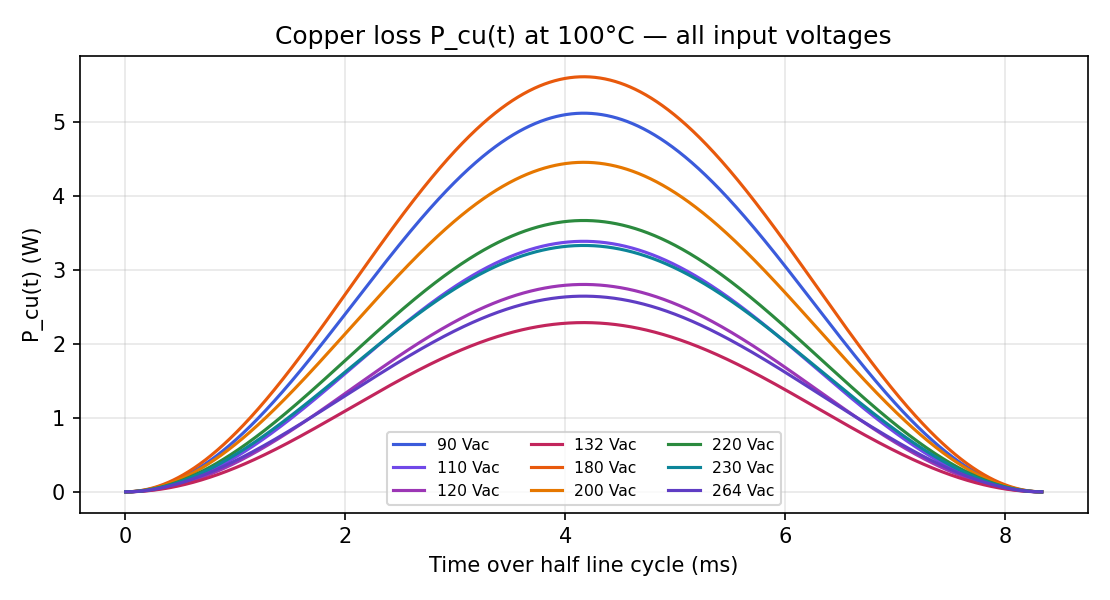 Copper loss P_cu(t) at 100°C — all input voltages
P_cu(t) (W)
5
4
3
2
1
0
90 Vac 132 Vac 220 Vac
110 Vac 180 Vac 230 Vac
120 Vac 200 Vac 264 Vac
0 2 4 6 8
Time over half line cycle (ms)